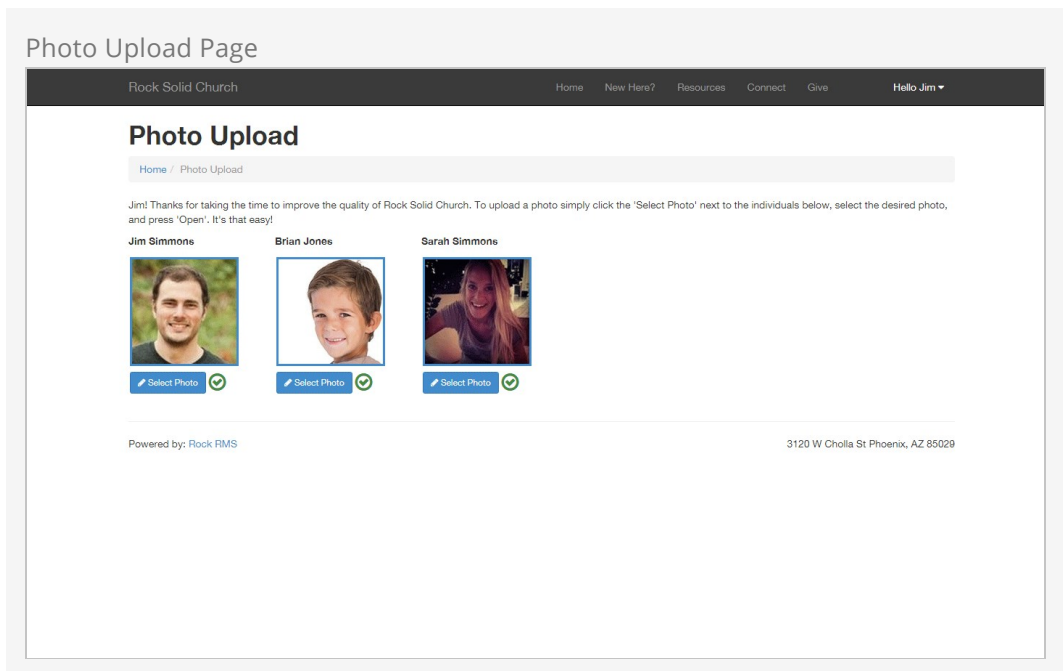 Photo Upload Page
Rock Solid Church Home New Here? Resources Connect Give Hello Jim
Photo Upload
Home / Photo Upload
Jim! Thanks for taking the time to improve the quality of Rock Solid Church. To upload a photo simply click the 'Select Photo' next to the individuals below, select the desired photo,
and press 'Open'. It's that easy!
Jim Simmons Brian Jones Sarah Simmons
Select Photo Select Photo Select Photo
Powered by: Rock RMS 3120 W Cholla St Phoenix, AZ 85029